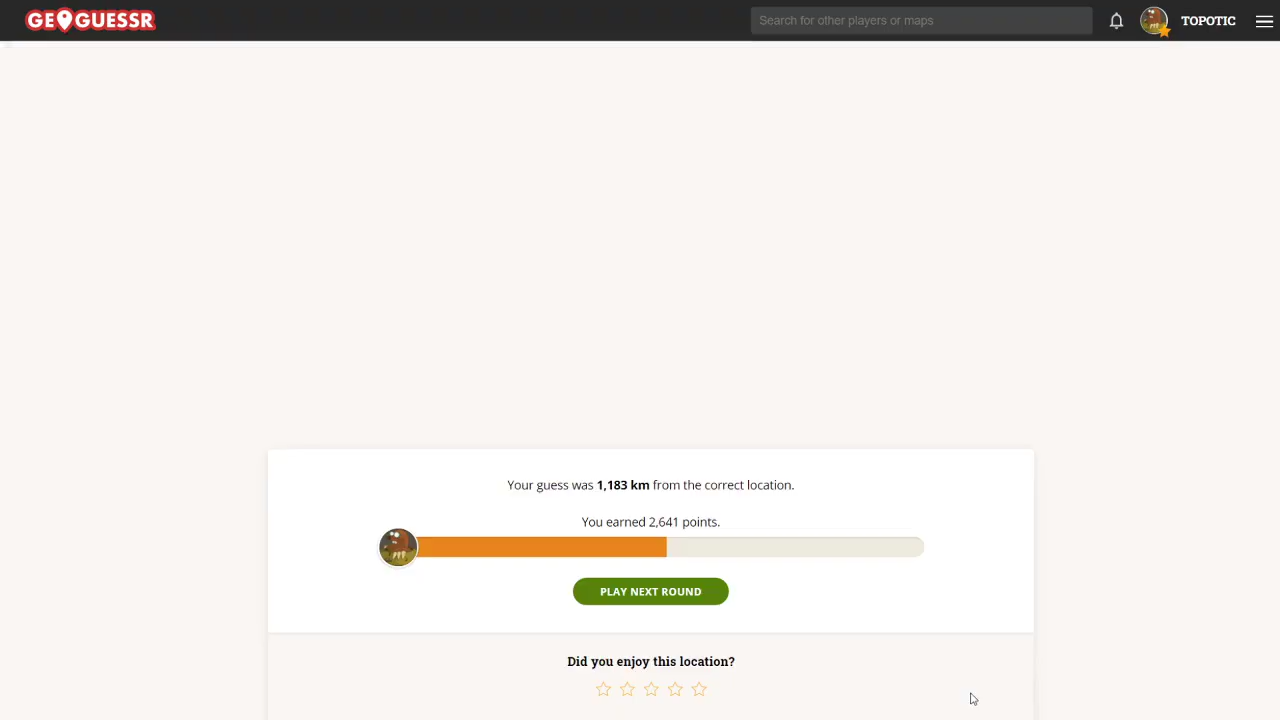 GEOGUESSR
Search for other players or maps
TOPOTIC
Your guess was 1,183 km from the correct location.
You earned 2,641 points.
PLAY NEXT ROUND
Did you enjoy this location?